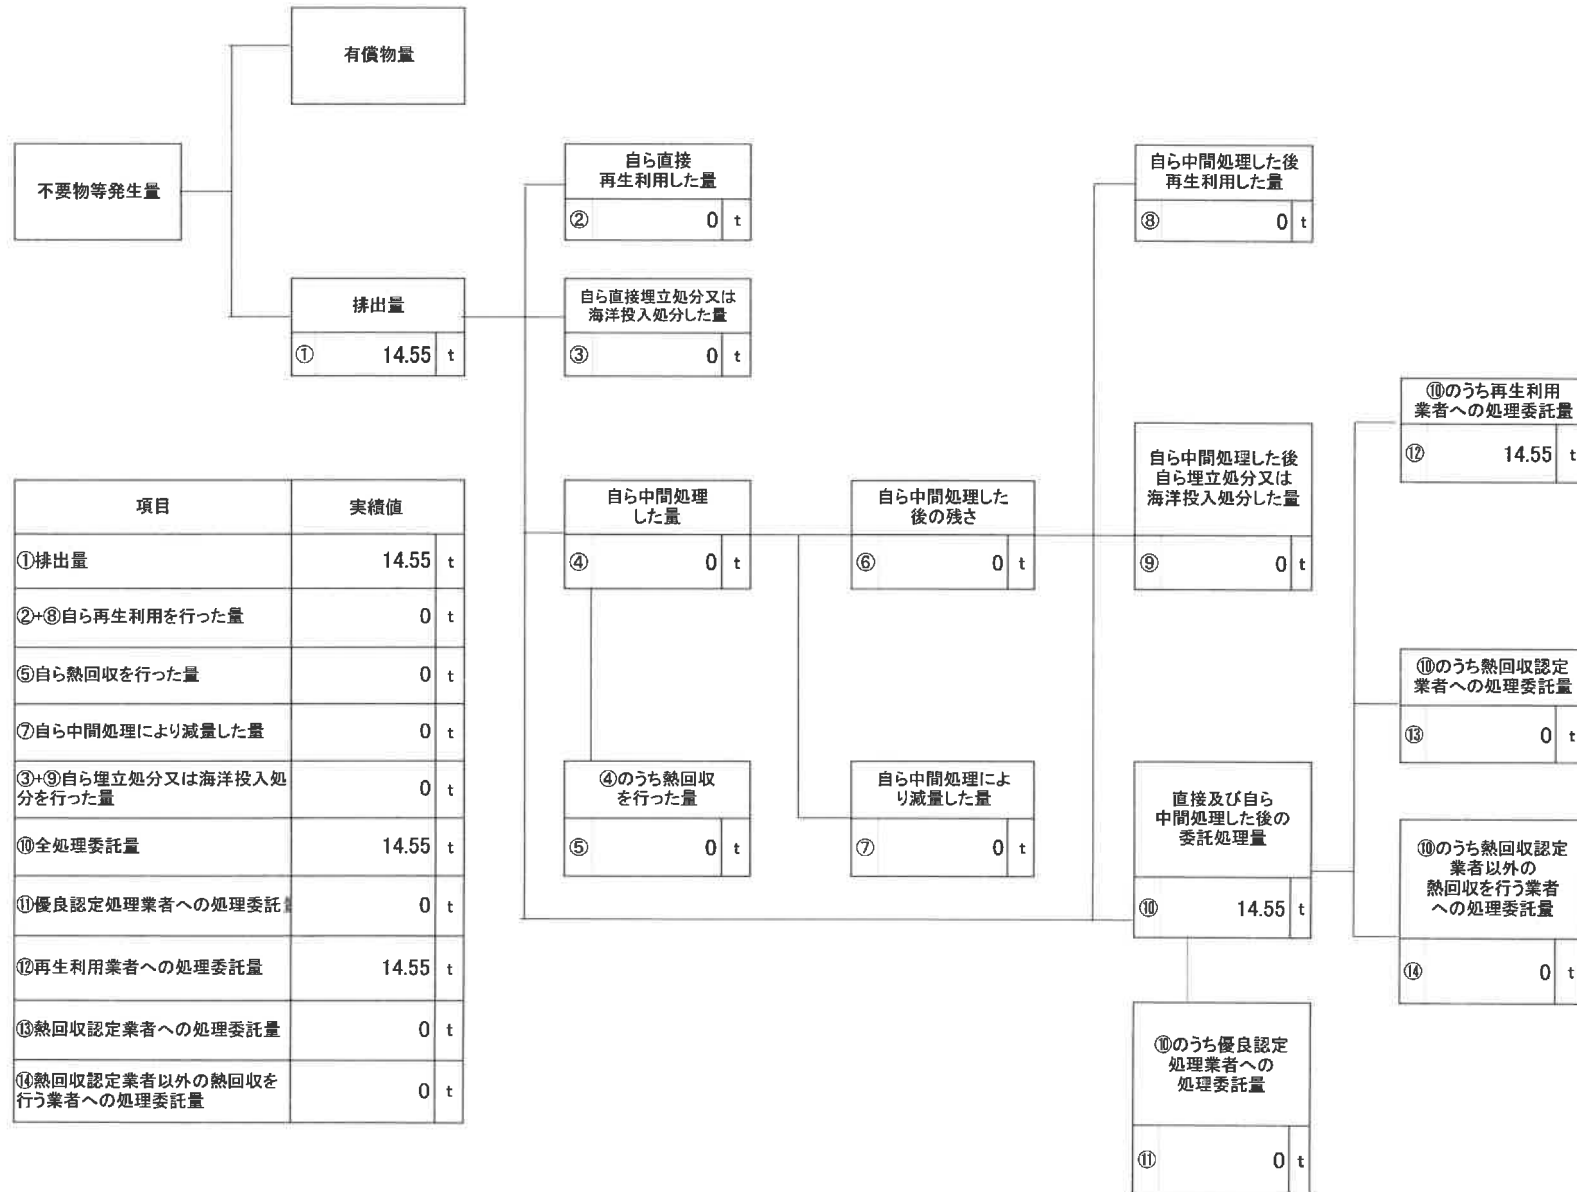 有償物量
不要物等発生量
排出量
① 14.55 t
自ら直接
再生利用した量
② 0 t
自ら直接埋立処分又は
海洋投入処分した量
③ 0 t
自ら中間処理
した量
④ 0 t
④のうち熱回収
を行った量
⑤ 0 t
自ら中間処理した
後の残さ
⑥ 0 t
自ら中間処理によ
り減量した量
⑦ 0 t
自ら中間処理した後
再生利用した量
⑧ 0 t
自ら中間処理した後
自ら埋立処分又は
海洋投入処分した量
⑨ 0 t
直接及び自ら
中間処理した後の
委託処理量
⑩ 14.55 t
⑩のうち優良認定
処理業者への
処理委託量
⑪ 0 t
⑩のうち再生利用
業者への処理委託量
⑫ 14.55 t
⑩のうち熱回収認定
業者への処理委託量
⑬ 0 t
⑩のうち熱回収認定
業者以外の
熱回収を行う業者
への処理委託量
⑭ 0 t
項目 実績値
①排出量 14.55 t
②+⑧自ら再生利用を行った量 0 t
⑤自ら熱回収を行った量 0 t
⑦自ら中間処理により減量した量 0 t
③+⑨自ら埋立処分又は海洋投入処
分を行った量 0 t
⑩全処理委託量 14.55 t
⑪優良認定処理業者への処理委託 0 t
⑫再生利用業者への処理委託量 14.55 t
⑬熱回収認定業者への処理委託量 0 t
⑭熱回収認定業者以外の熱回収を
行う業者への処理委託量 0 t